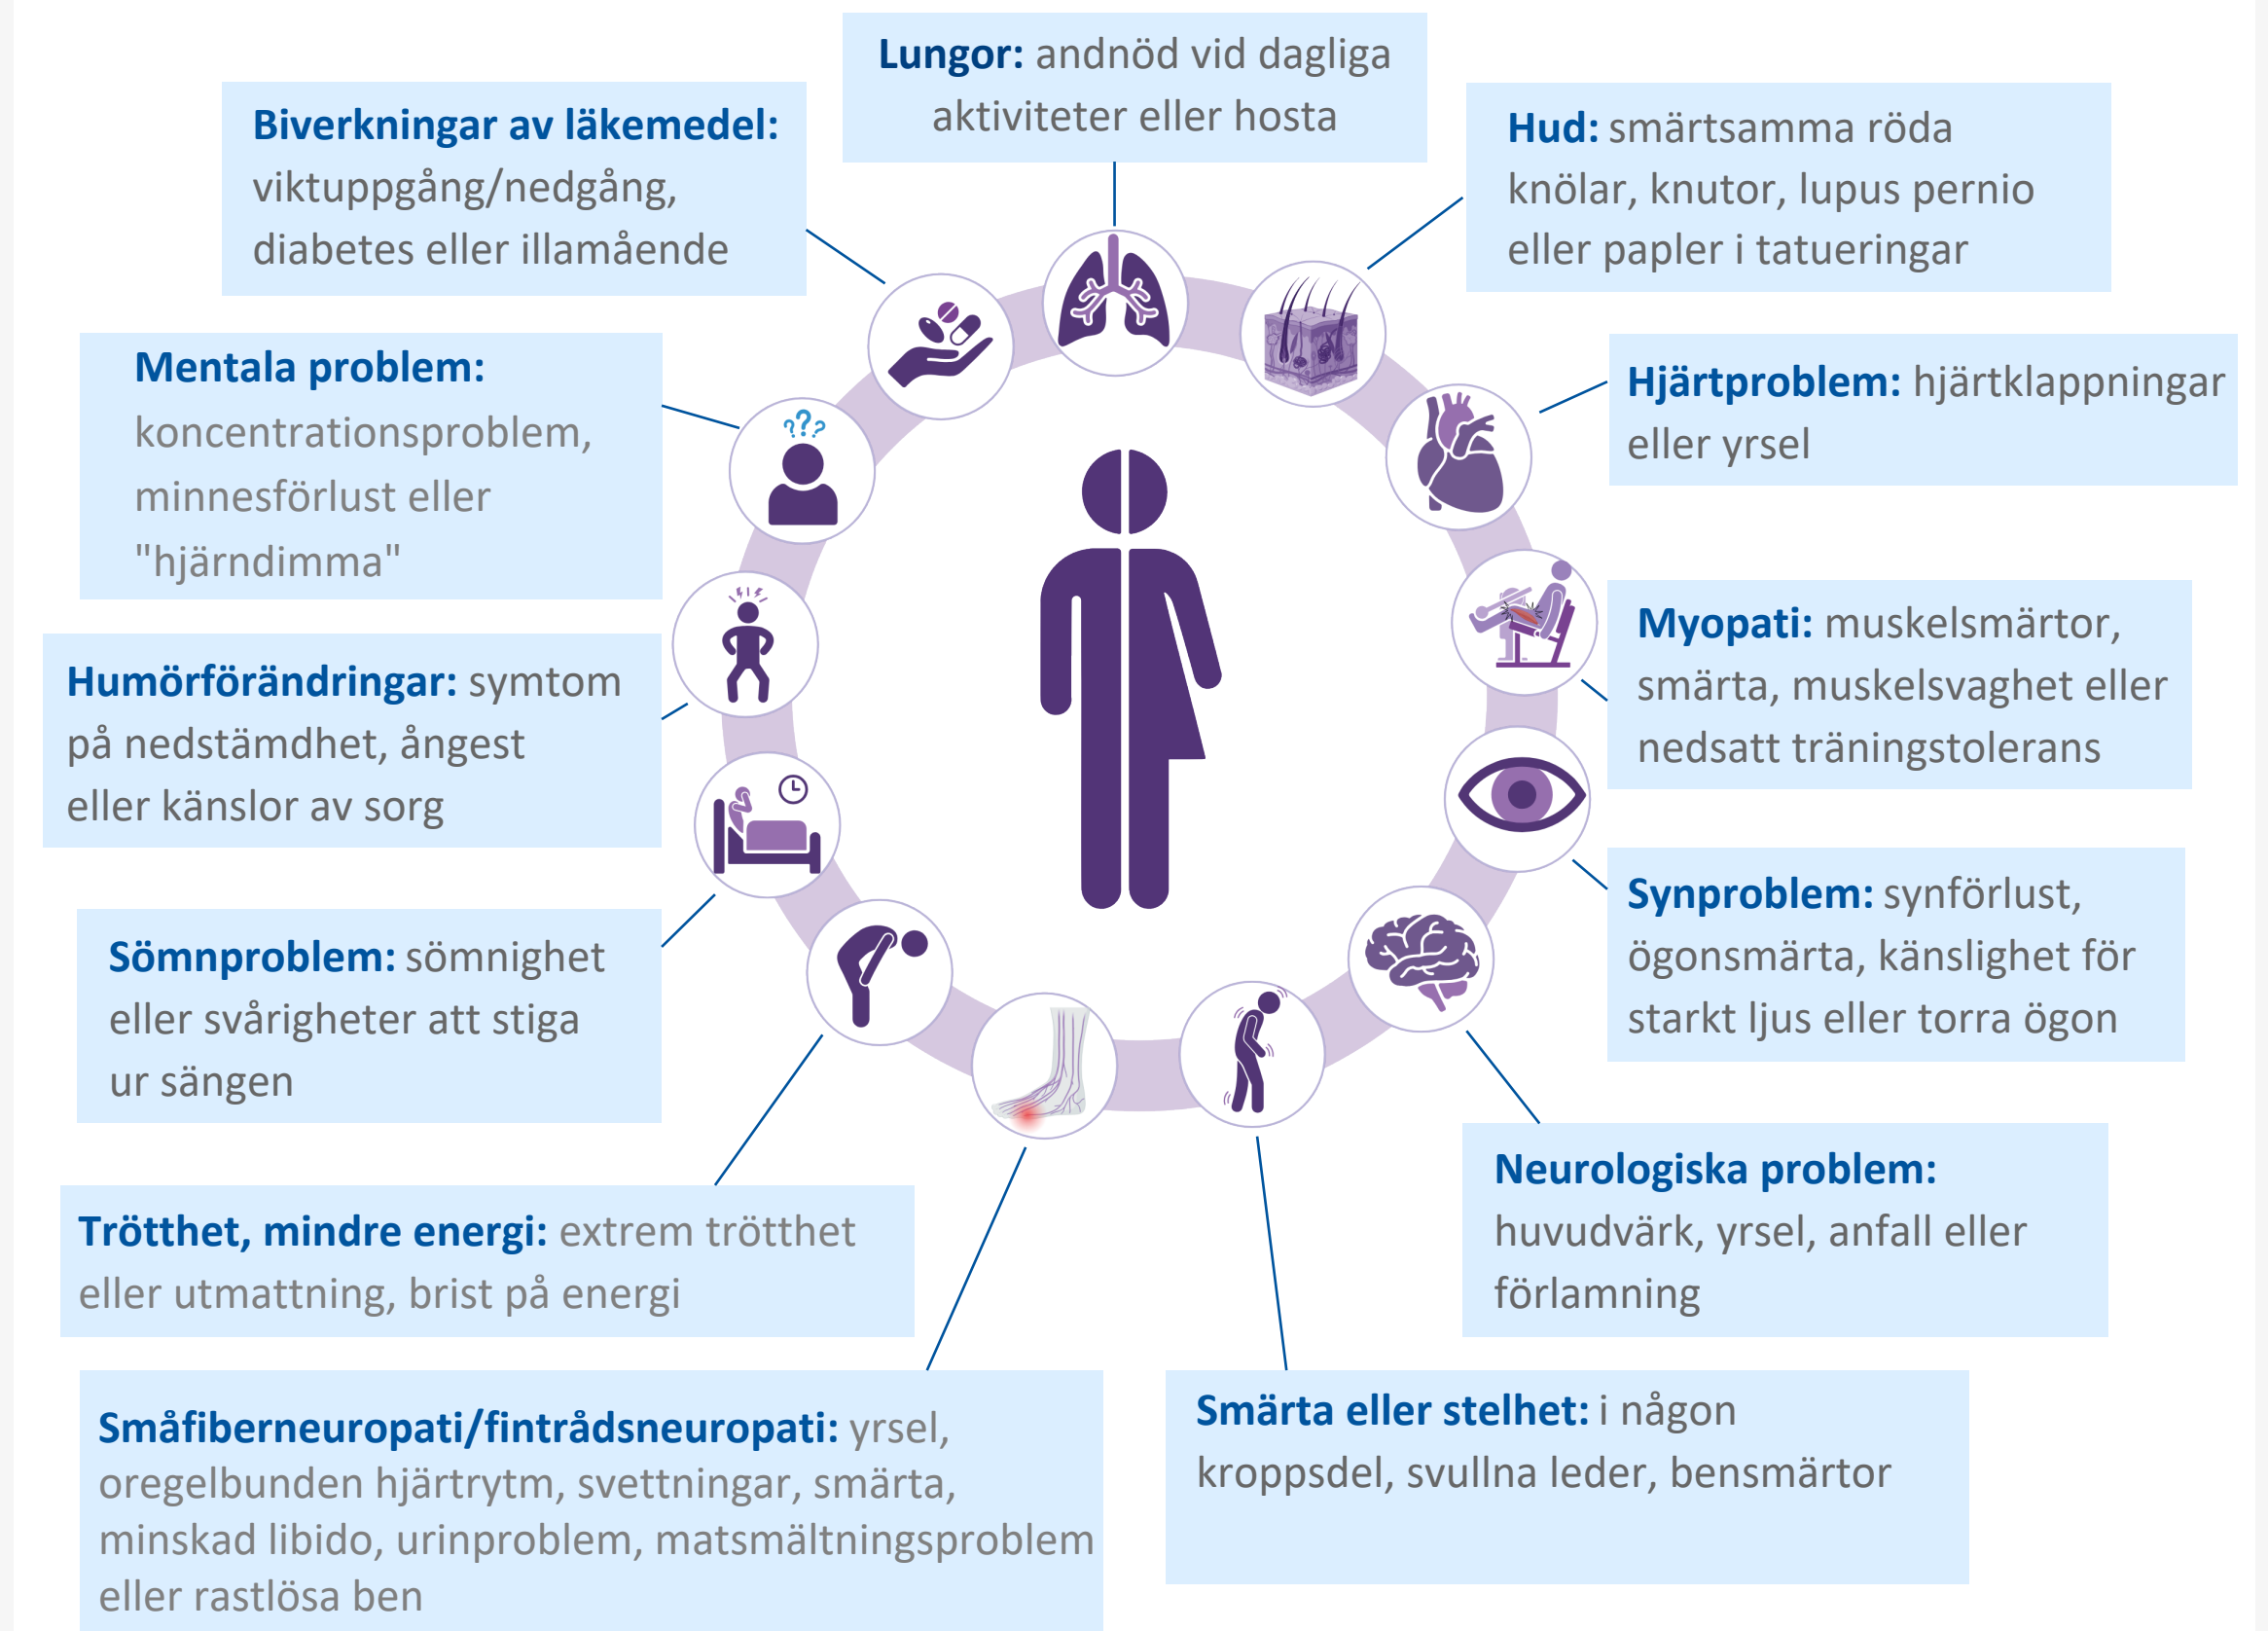 Lungor: andnöd vid dagliga
aktiviteter eller hosta
Biverkningar av läkemedel:
viktuppgång/nedgång,
diabetes eller illamående
Hud: smärtsamma röda
knölar, knutor, lupus pernio
eller papler i tatueringar
Mentala problem:
koncentrationsproblem,
minnesförlust eller
"hjärndimma"
???
Hjärtproblem: hjärtklappningar
eller yrsel
Humörförändringar: symtom
på nedstämdhet, ångest
eller känslor av sorg
Myopati: muskelsmärtor,
smärta, muskelsvaghet eller
nedsatt träningstolerans
Sömnproblem: sömnighet
eller svårigheter att stiga
ur sängen
Synproblem: synförlust,
ögonsmärta, känslighet för
starkt ljus eller torra ögon
Trötthet, mindre energi: extrem trötthet
eller utmattning, brist på energi
Neurologiska problem:
huvudvärk, yrsel, anfall eller
förlamning
Småfiberneuropati/fintrådsneuropati: yrsel,
oregelbunden hjärtrytm, svettningar, smärta,
minskad libido, urinproblem, matsmältningsproblem
eller rastlösa ben
Smärta eller stelhet: i någon
kroppsdel, svullna leder, bensmärtor